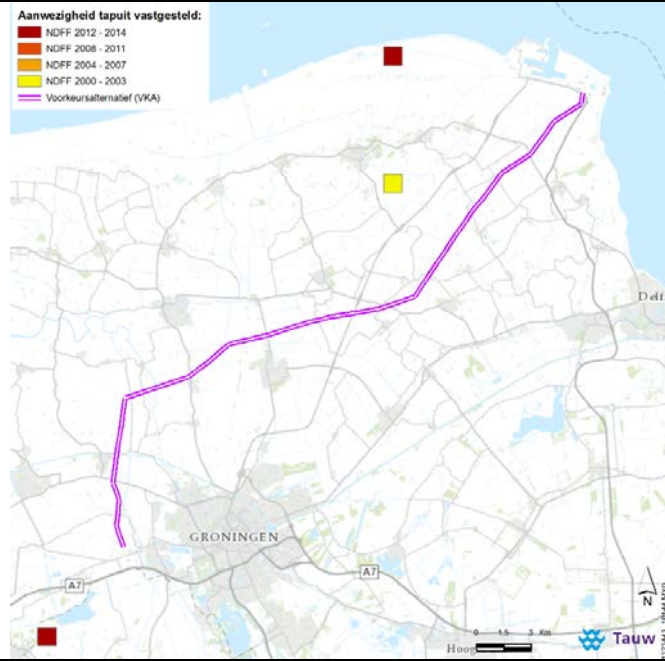 Aanwezigheid tapuit vastgesteld:
NDFF 2012 - 2014
NDFF 2008 - 2011
NDFF 2004 - 2007
NDFF 2000 - 2003
Voorkeursalternatief (VKA)
Delf
GRONINGEN
A7
A7
N
0 1.5 3 Km
Hoog
Tauw